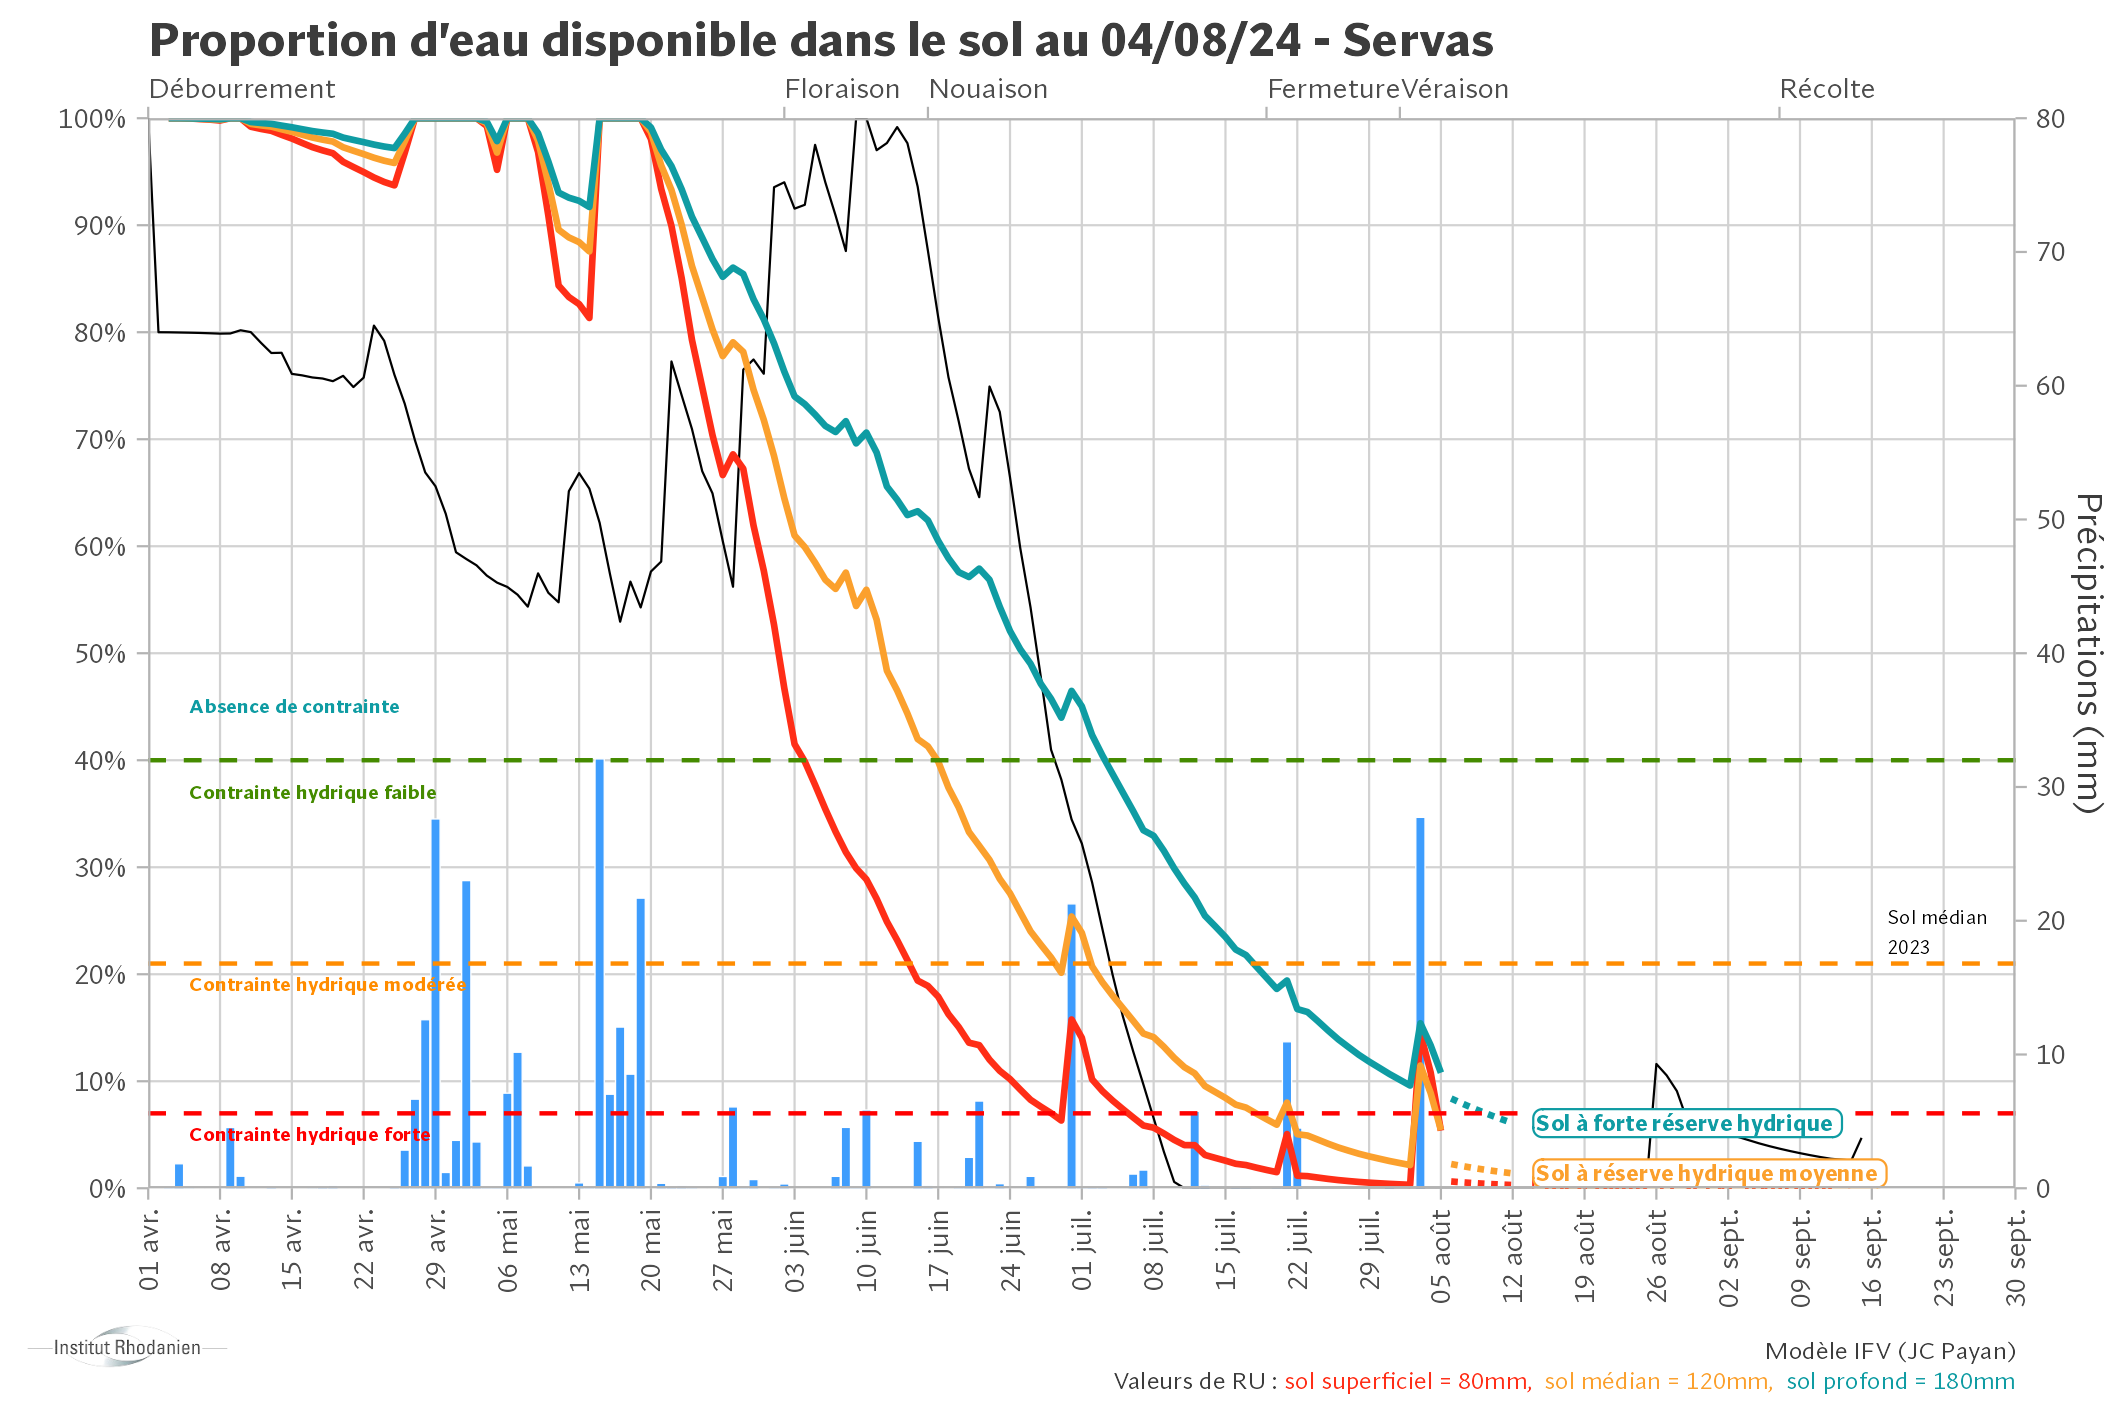 Proportion d'eau disponible dans le sol au 04/08/24 - Servas
Débourrement Floraison Nouaison Fermeture Véraison Récolte
100%
90%
80%
70%
60%
50%
40%
30%
20%
10%
0%
80
70
60
50
40
30
20
10
0
Précipitations (mm)
Absence de contrainte
Contrainte hydrique faible
Contrainte hydrique modérée
Contrainte hydrique forte
Sol médian
2023
Sol à forte réserve hydrique
Sol à réserve hydrique moyenne
01 avr.
08 avr.
15 avr.
22 avr.
29 avr.
06 mai
13 mai
20 mai
27 mai
03 juin
10 juin
17 juin
24 juin
01 juil.
08 juil.
15 juil.
22 juil.
29 juil.
05 août
12 août
19 août
26 août
02 sept.
09 sept.
16 sept.
23 sept.
30 sept.
Institut Rhodanien
Modèle IFV (JC Payan)
Valeurs de RU : sol superficiel = 80mm, sol médian = 120mm, sol profond = 180mm